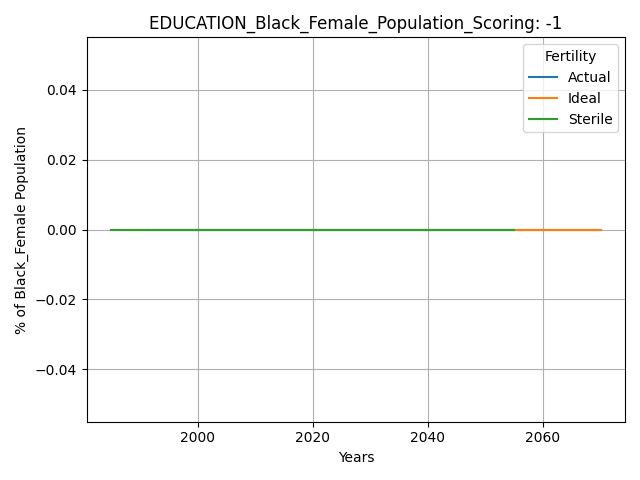 EDUCATION_Black_Female_Population_Scoring: -1
Fertility
Actual
Ideal
Sterile
% of Black_Female Population
0.04
0.02
0.00
−0.02
−0.04
2000 2020 2040 2060
Years